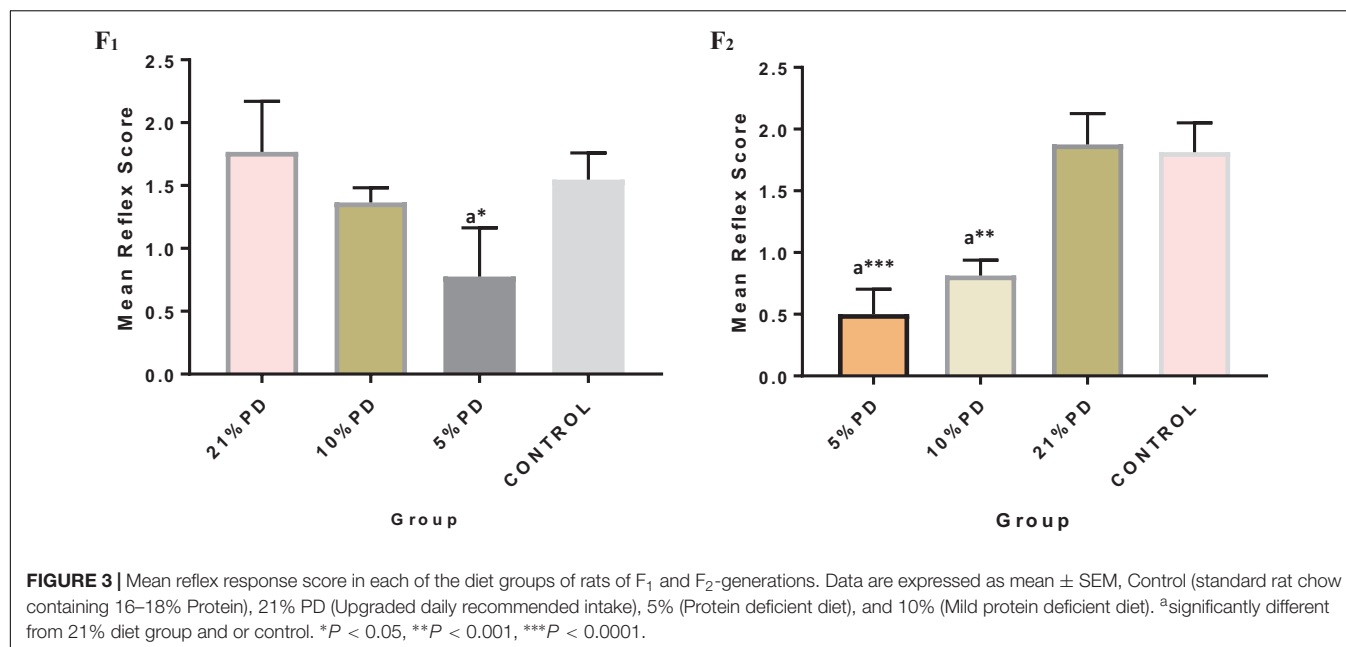 F₁
2.5
2.0
1.5
1.0
0.5
0.0
Mean Reflex Score
a*
21%PD
10%PD
5%PD
CONTROL
Group
F₂
2.5
2.0
1.5
1.0
0.5
0.0
Mean Reflex Score
a***
a**
5%PD
10%PD
21%PD
CONTROL
Group
FIGURE 3 | Mean reflex response score in each of the diet groups of rats of F₁ and F₂-generations. Data are expressed as mean ± SEM, Control (standard rat chow
containing 16–18% Protein), 21% PD (Upgraded daily recommended intake), 5% (Protein deficient diet), and 10% (Mild protein deficient diet). ᵃsignificantly different
from 21% diet group and or control. *P < 0.05, **P < 0.001, ***P < 0.0001.